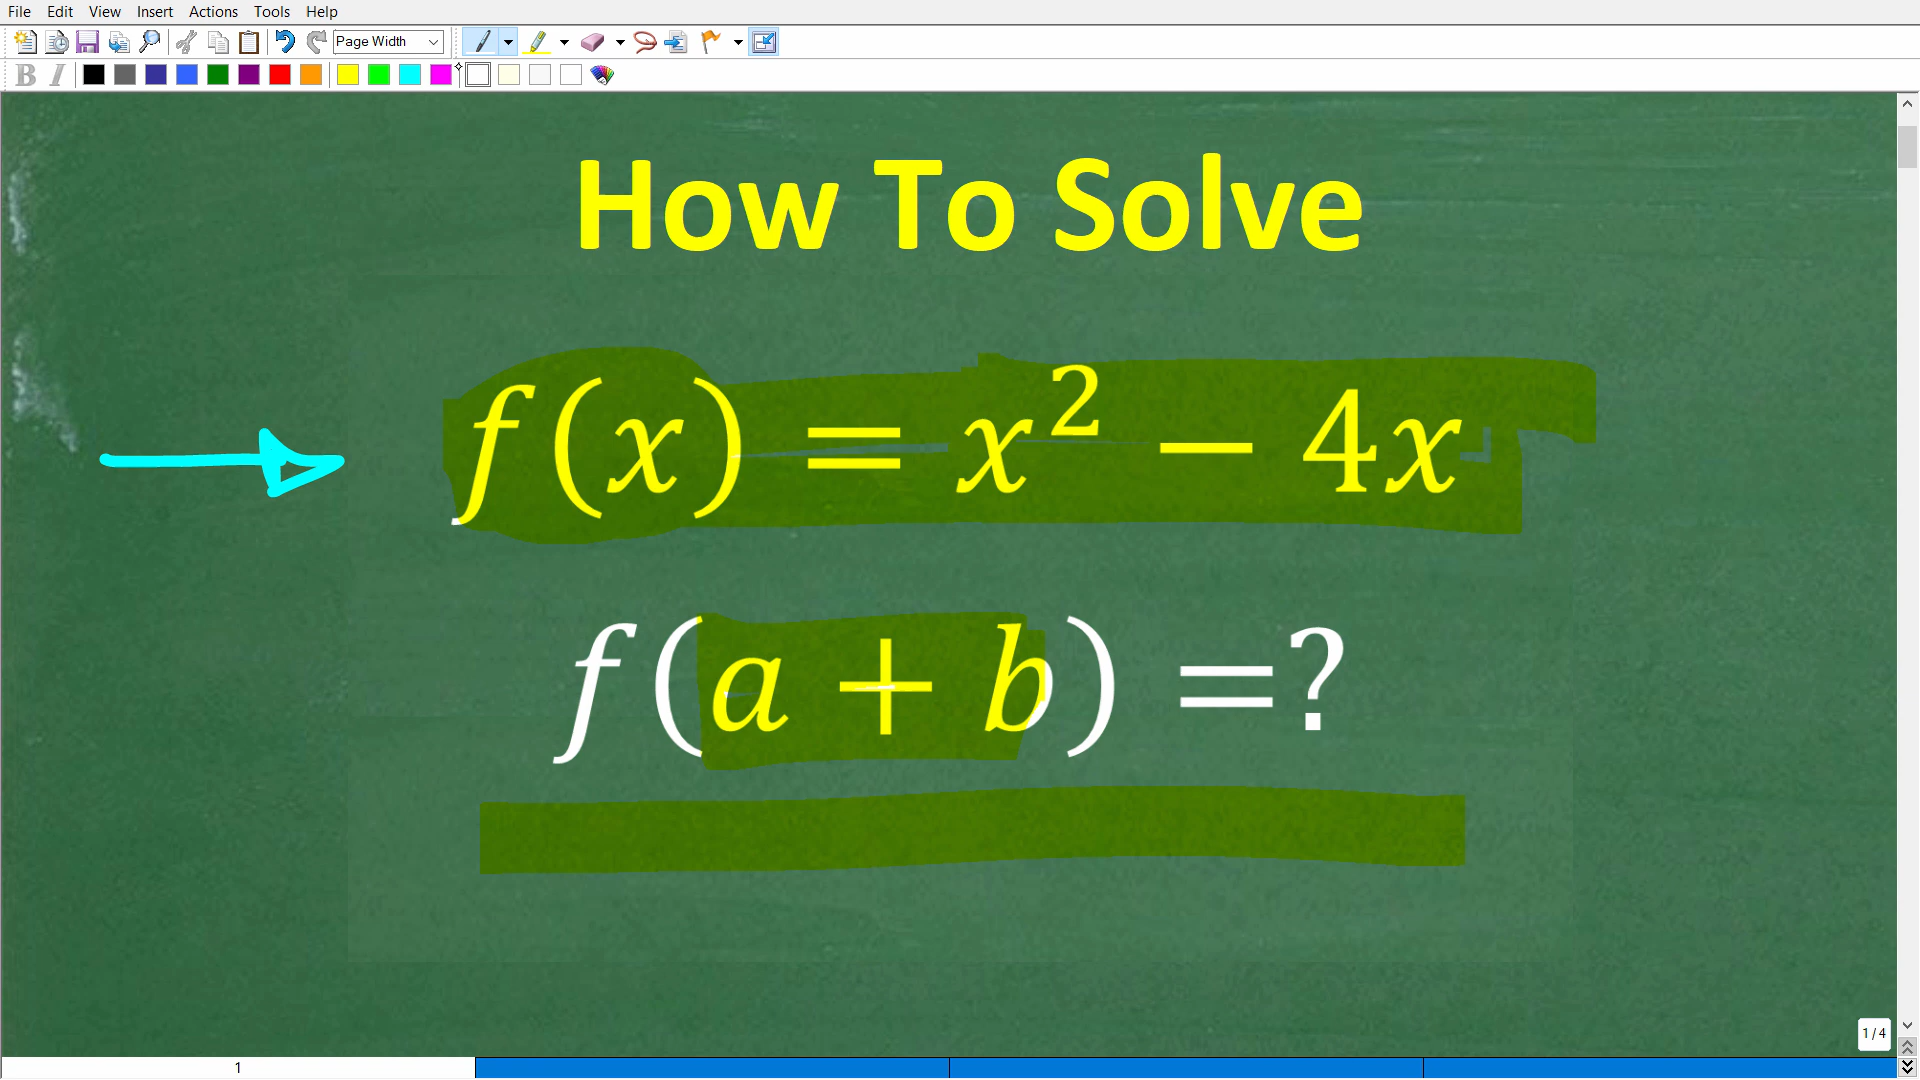 File Edit View Insert Actions Tools Help
Page Width
B I
How To Solve
f(x) = x² − 4x
f(a + b) =?
1 / 4
1